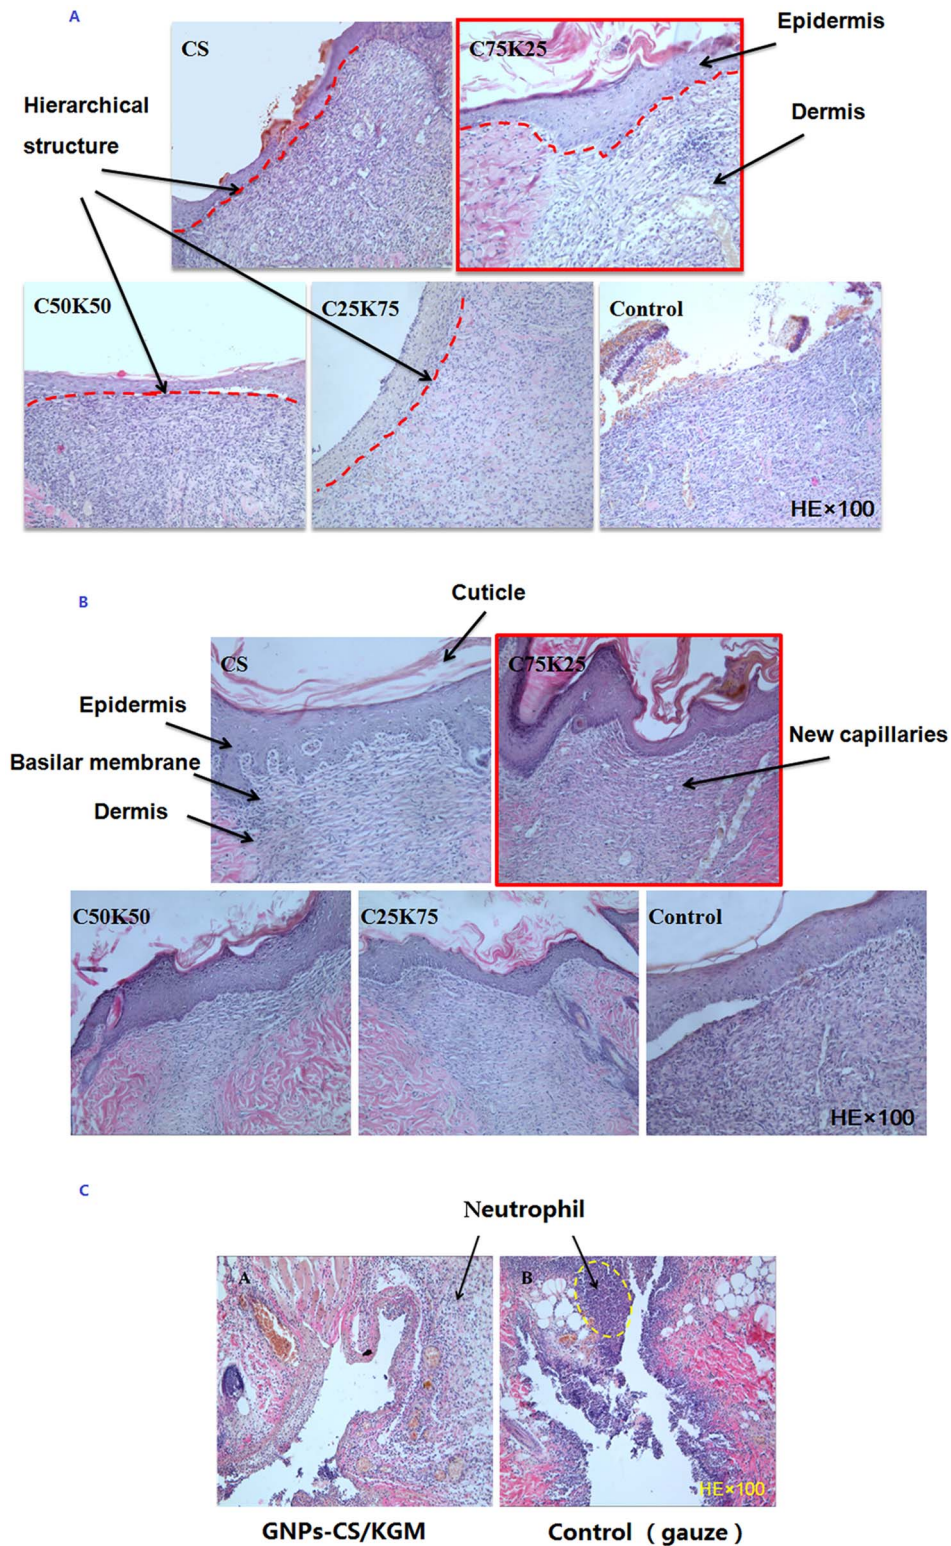 A
CS
C75K25
Epidermis
Hierarchical
structure
Dermis
C50K50
C25K75
Control
HE×100
B
Cuticle
CS
C75K25
Epidermis
New capillaries
Basilar membrane
Dermis
C50K50
C25K75
Control
HE×100
C
Neutrophil
A
B
HE×100
GNPs-CS/KGM
Control （gauze）